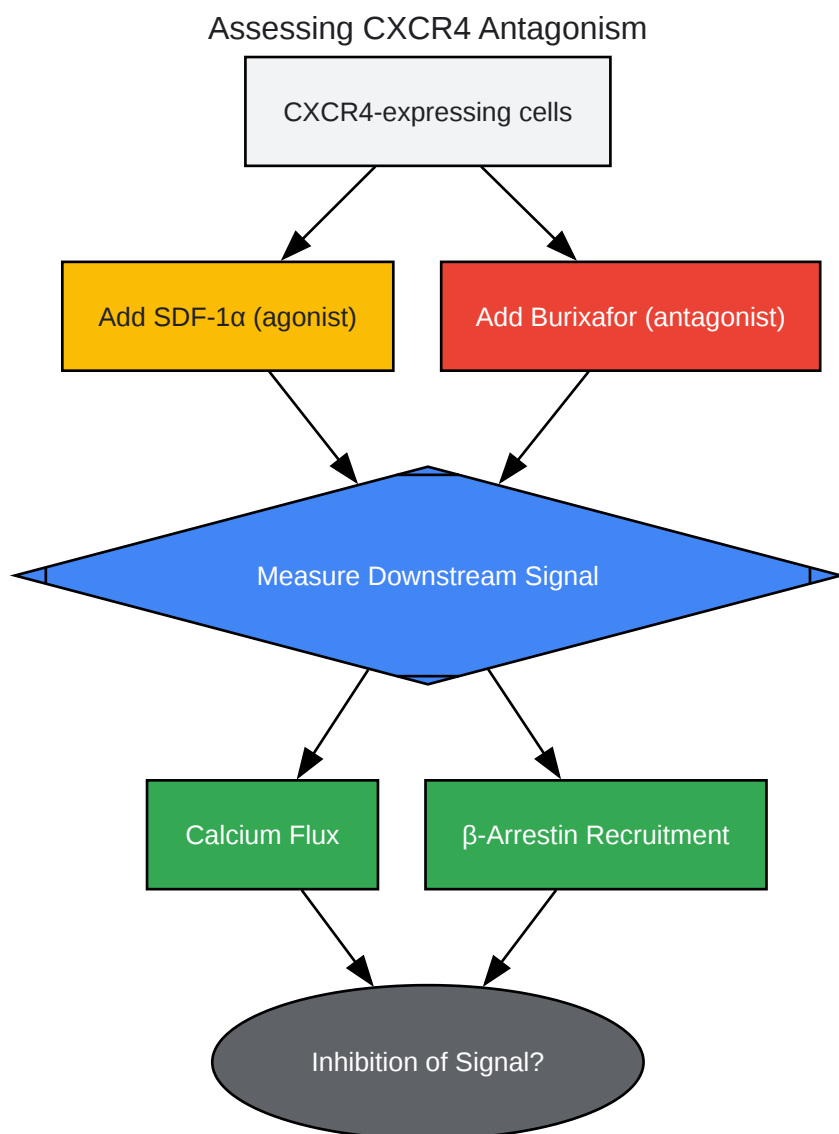 Assessing CXCR4 Antagonism
CXCR4-expressing cells
Add SDF-1α (agonist)
Add Burixafor (antagonist)
Measure Downstream Signal
Calcium Flux
β-Arrestin Recruitment
Inhibition of Signal?